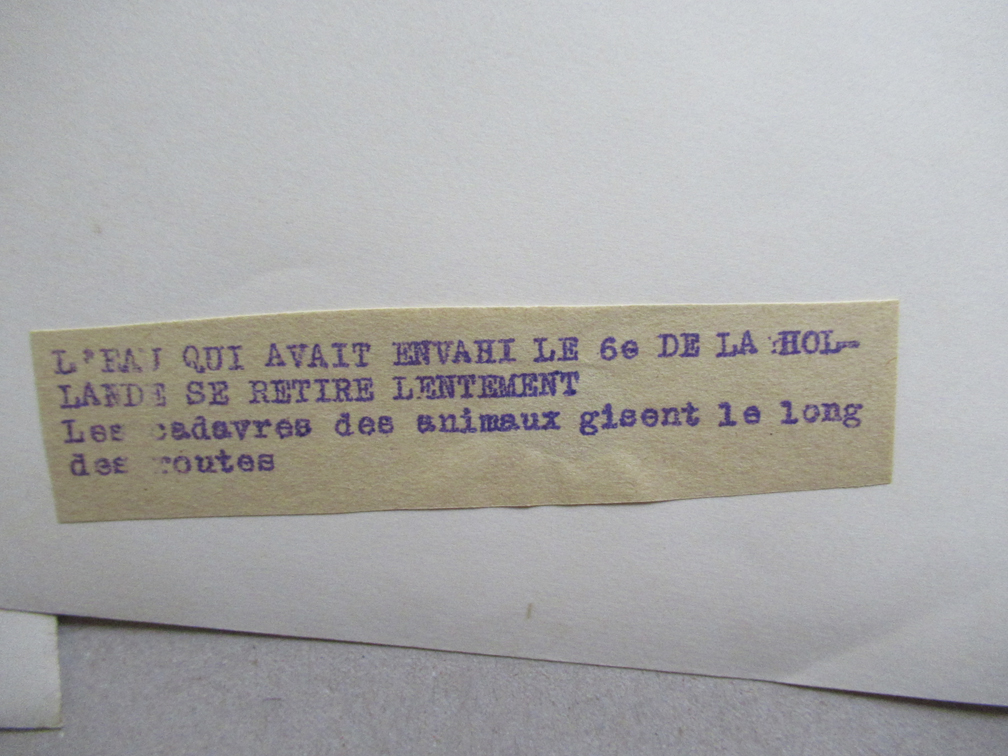 L'EAU QUI AVAIT ENVAHI LE 6e DE LA HOL-
LANDE SE RETIRE LENTEMENT
Les cadavres des animaux gisent le long
des routes